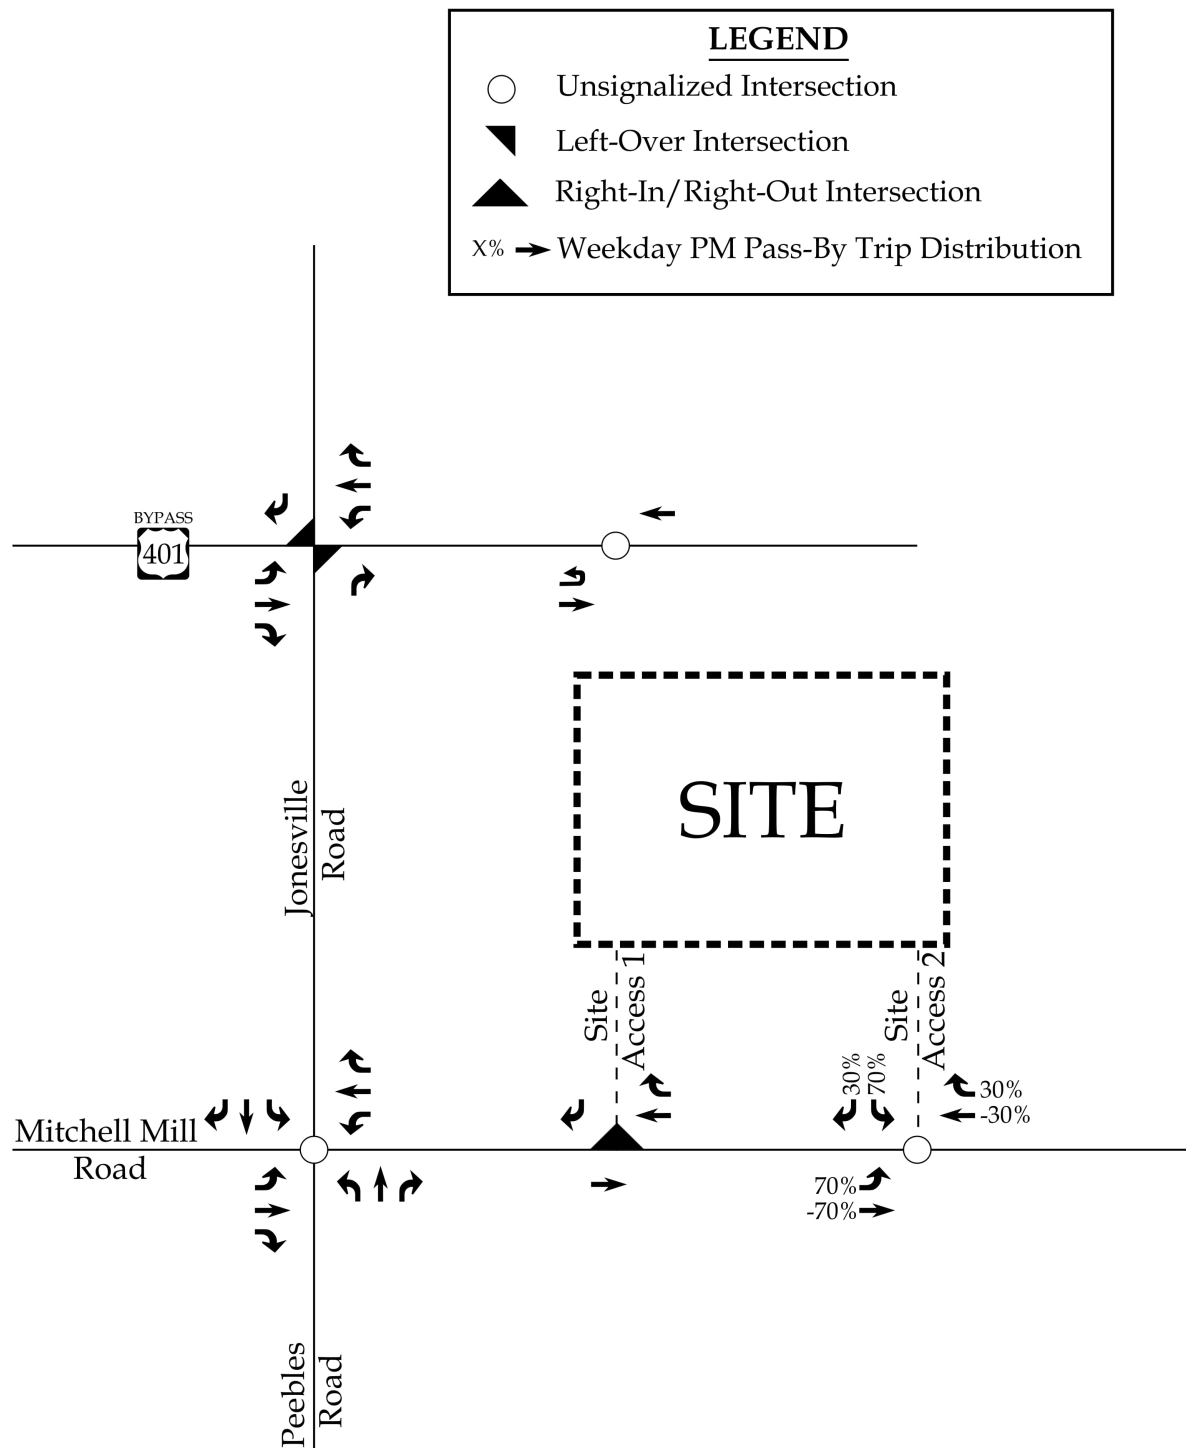 LEGEND
Unsignalized Intersection
Left-Over Intersection
Right-In/Right-Out Intersection
X% Weekday PM Pass-By Trip Distribution
BYPASS
401
SITE
Jonesville
Road
Site
Access 1
Site
Access 2
30%
70%
30%
-30%
Mitchell Mill
Road
70%
-70%
Peebles
Road